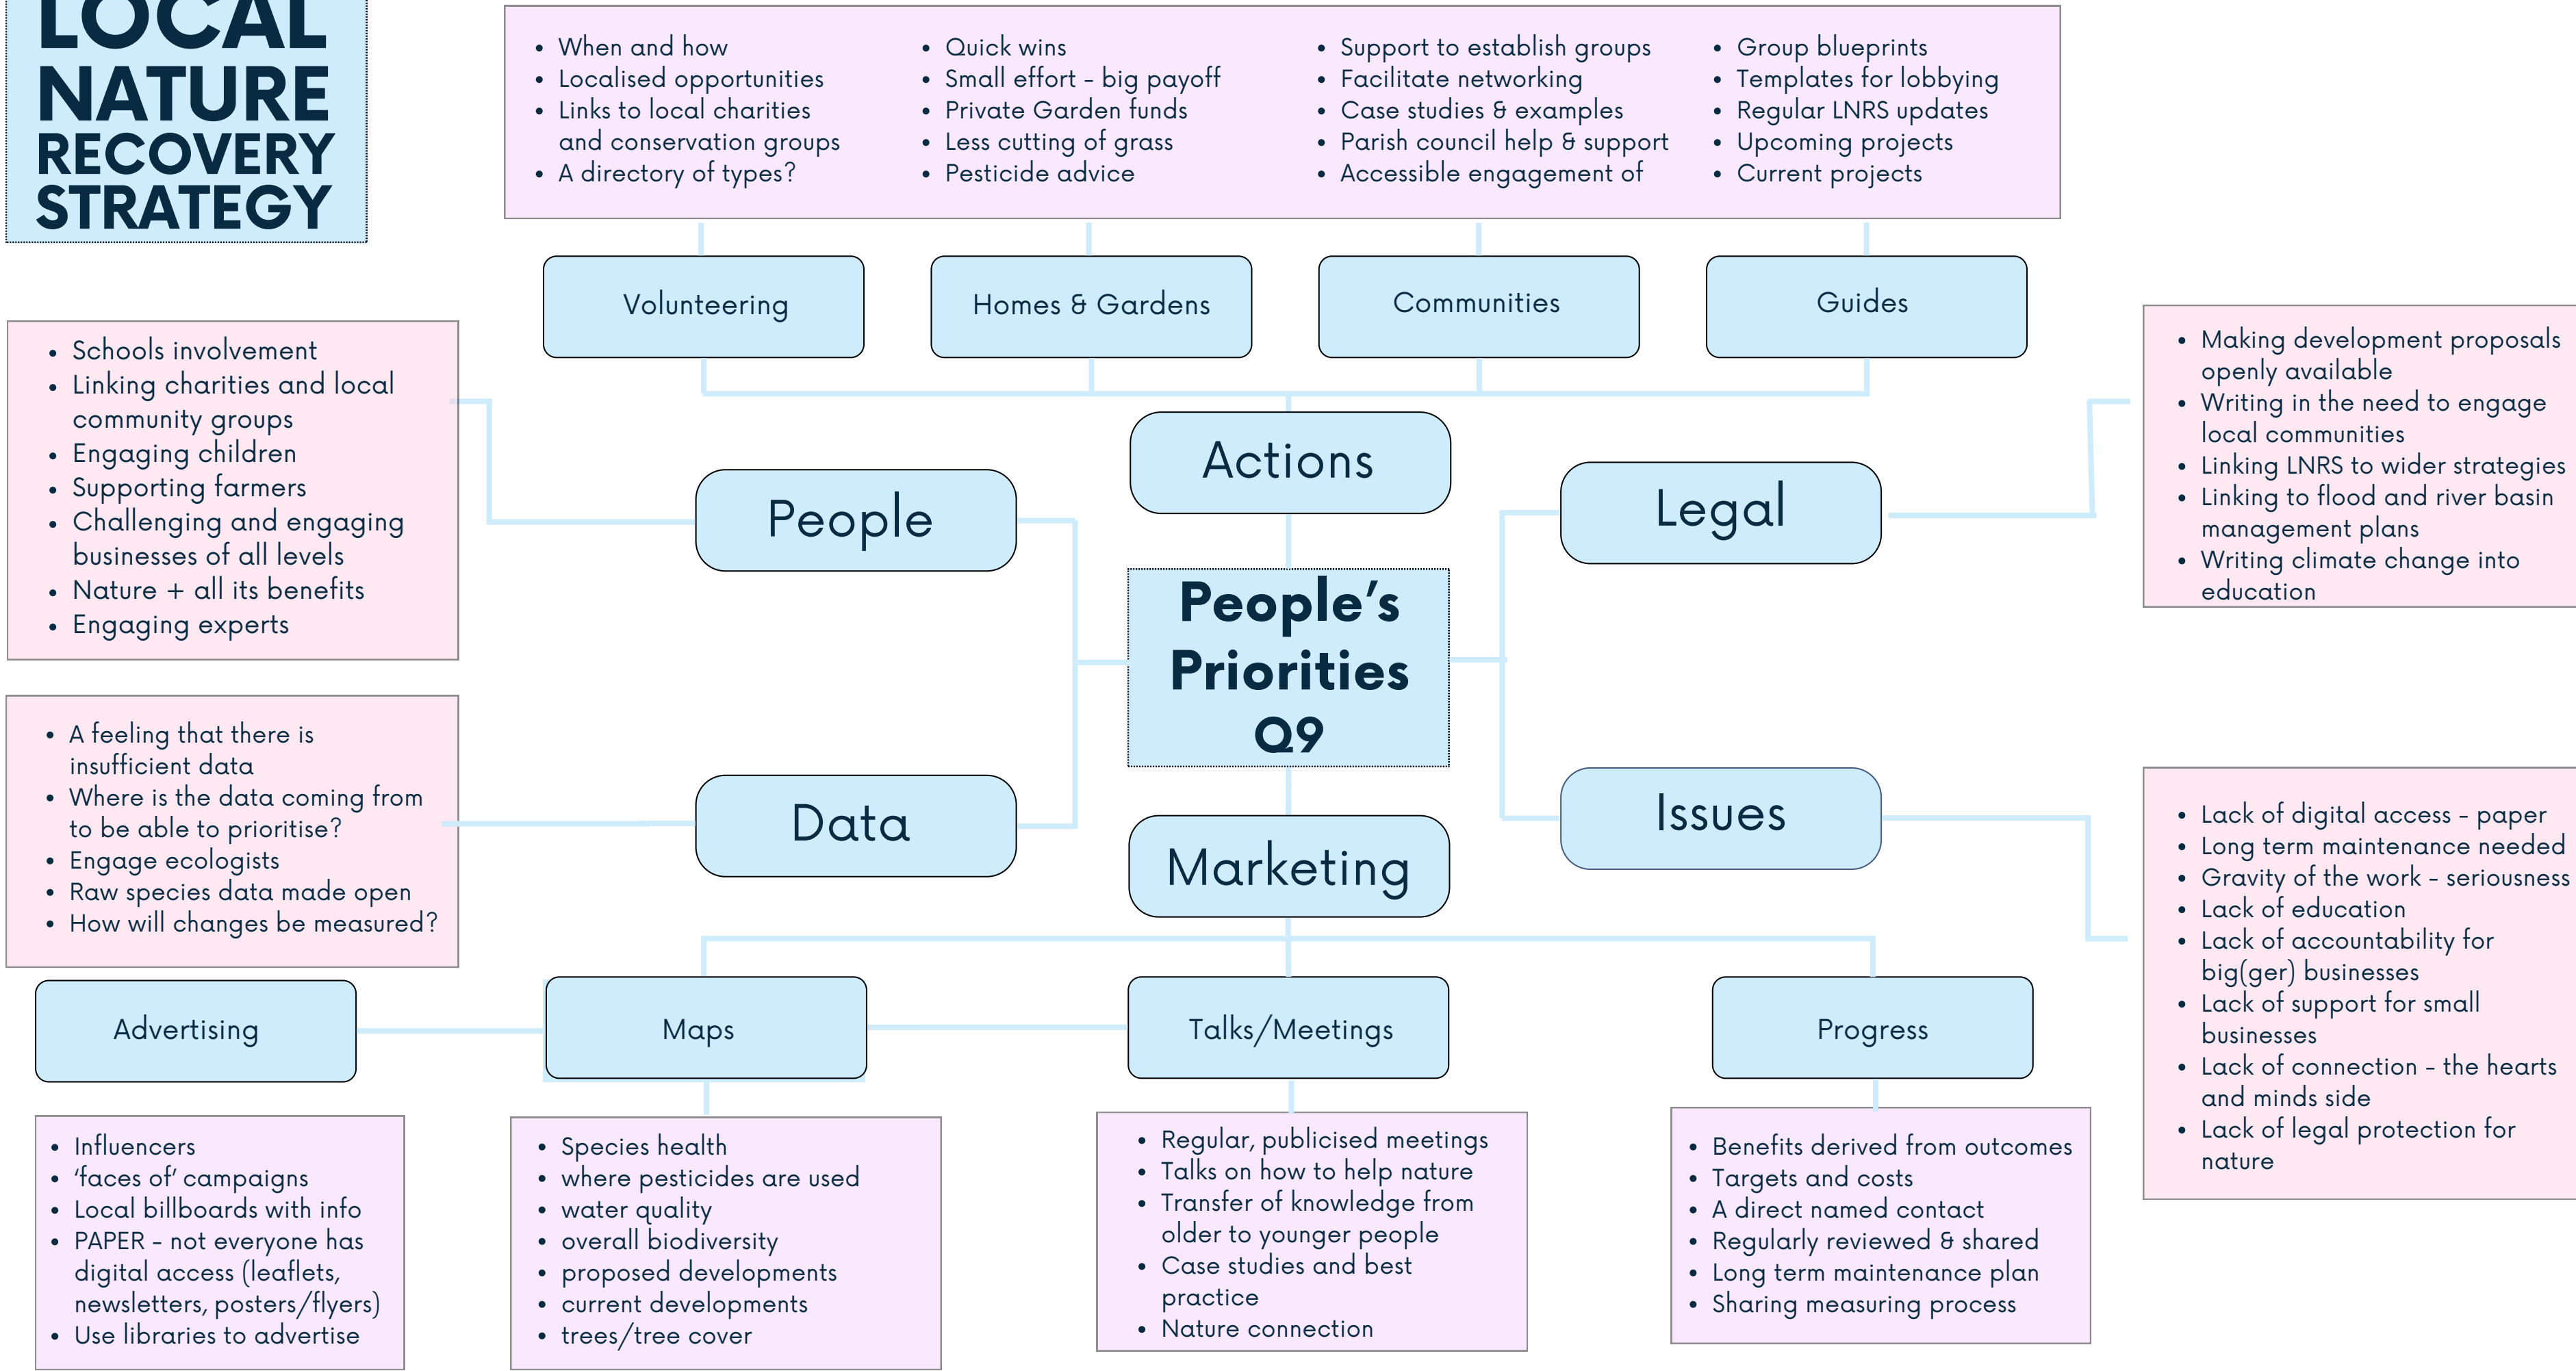 LOCAL
NATURE
RECOVERY
STRATEGY
• When and how
• Localised opportunities
• Links to local charities
and conservation groups
• A directory of types?
• Quick wins
• Small effort - big payoff
• Private Garden funds
• Less cutting of grass
• Pesticide advice
• Support to establish groups
• Facilitate networking
• Case studies & examples
• Parish council help & support
• Accessible engagement of
• Group blueprints
• Templates for lobbying
• Regular LNRS updates
• Upcoming projects
• Current projects
Volunteering
Homes & Gardens
Communities
Guides
• Schools involvement
• Linking charities and local
community groups
• Engaging children
• Supporting farmers
• Challenging and engaging
businesses of all levels
• Nature + all its benefits
• Engaging experts
People
Actions
Legal
• Making development proposals
openly available
• Writing in the need to engage
local communities
• Linking LNRS to wider strategies
• Linking to flood and river basin
management plans
• Writing climate change into
education
People's
Priorities
Q9
• A feeling that there is
insufficient data
• Where is the data coming from
to be able to prioritise?
• Engage ecologists
• Raw species data made open
• How will changes be measured?
Data
Marketing
Issues
• Lack of digital access - paper
• Long term maintenance needed
• Gravity of the work - seriousness
• Lack of education
• Lack of accountability for
big(ger) businesses
• Lack of support for small
businesses
• Lack of connection - the hearts
and minds side
• Lack of legal protection for
nature
Advertising
Maps
Talks/Meetings
Progress
• Influencers
• ‘faces of’ campaigns
• Local billboards with info
• PAPER - not everyone has
digital access (leaflets,
newsletters, posters/flyers)
• Use libraries to advertise
• Species health
• where pesticides are used
• water quality
• overall biodiversity
• proposed developments
• current developments
• trees/tree cover
• Regular, publicised meetings
• Talks on how to help nature
• Transfer of knowledge from
older to younger people
• Case studies and best
practice
• Nature connection
• Benefits derived from outcomes
• Targets and costs
• A direct named contact
• Regularly reviewed & shared
• Long term maintenance plan
• Sharing measuring process